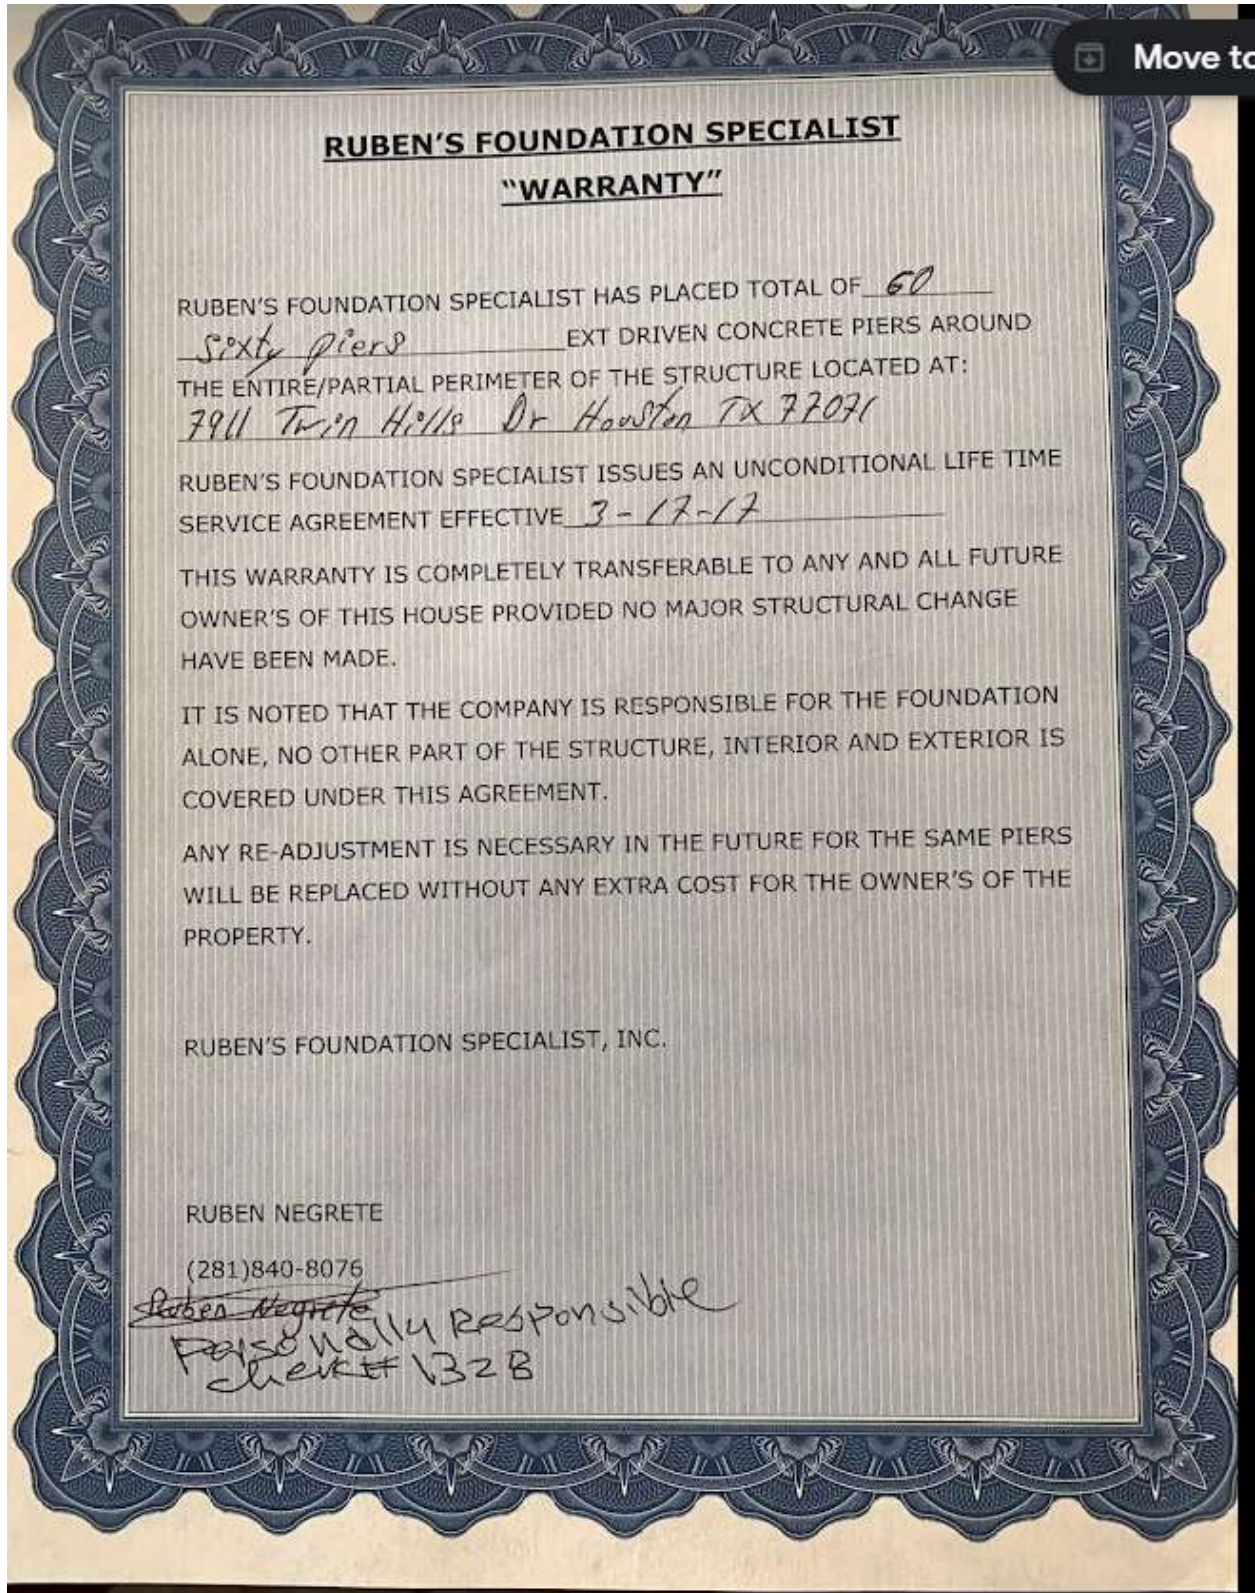 Move to
RUBEN'S FOUNDATION SPECIALIST
"WARRANTY"
RUBEN'S FOUNDATION SPECIALIST HAS PLACED TOTAL OF 60
Sixty piers EXT DRIVEN CONCRETE PIERS AROUND
THE ENTIRE/PARTIAL PERIMETER OF THE STRUCTURE LOCATED AT:
7911 Twin Hills Dr Houston TX 77071
RUBEN'S FOUNDATION SPECIALIST ISSUES AN UNCONDITIONAL LIFE TIME
SERVICE AGREEMENT EFFECTIVE 3-17-17
THIS WARRANTY IS COMPLETELY TRANSFERABLE TO ANY AND ALL FUTURE
OWNER'S OF THIS HOUSE PROVIDED NO MAJOR STRUCTURAL CHANGE
HAVE BEEN MADE.
IT IS NOTED THAT THE COMPANY IS RESPONSIBLE FOR THE FOUNDATION
ALONE, NO OTHER PART OF THE STRUCTURE, INTERIOR AND EXTERIOR IS
COVERED UNDER THIS AGREEMENT.
ANY RE-ADJUSTMENT IS NECESSARY IN THE FUTURE FOR THE SAME PIERS
WILL BE REPLACED WITHOUT ANY EXTRA COST FOR THE OWNER'S OF THE
PROPERTY.
RUBEN'S FOUNDATION SPECIALIST, INC.
RUBEN NEGRETE
(281)840-8076
Ruben Negrete
Personally Responsible
check# 1328